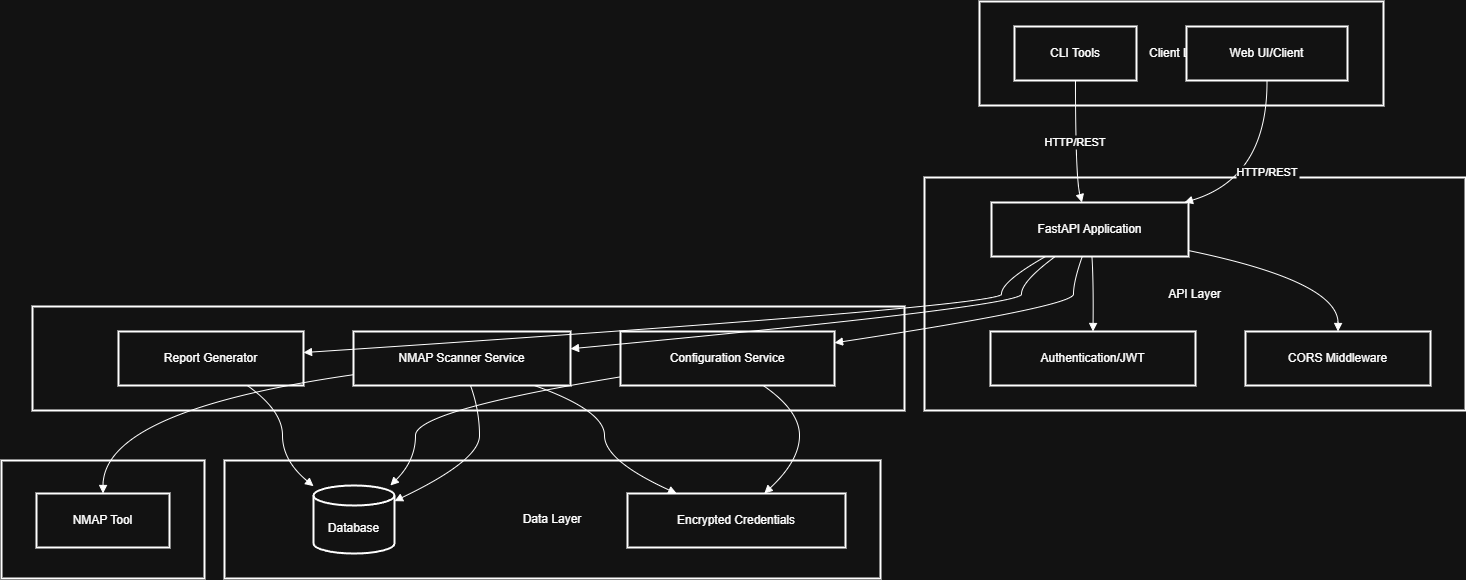 CLI Tools
Client
Web UI/Client
HTTP/REST
HTTP/REST
FastAPI Application
API Layer
Report Generator
NMAP Scanner Service
Configuration Service
Authentication/JWT
CORS Middleware
NMAP Tool
Database
Data Layer
Encrypted Credentials